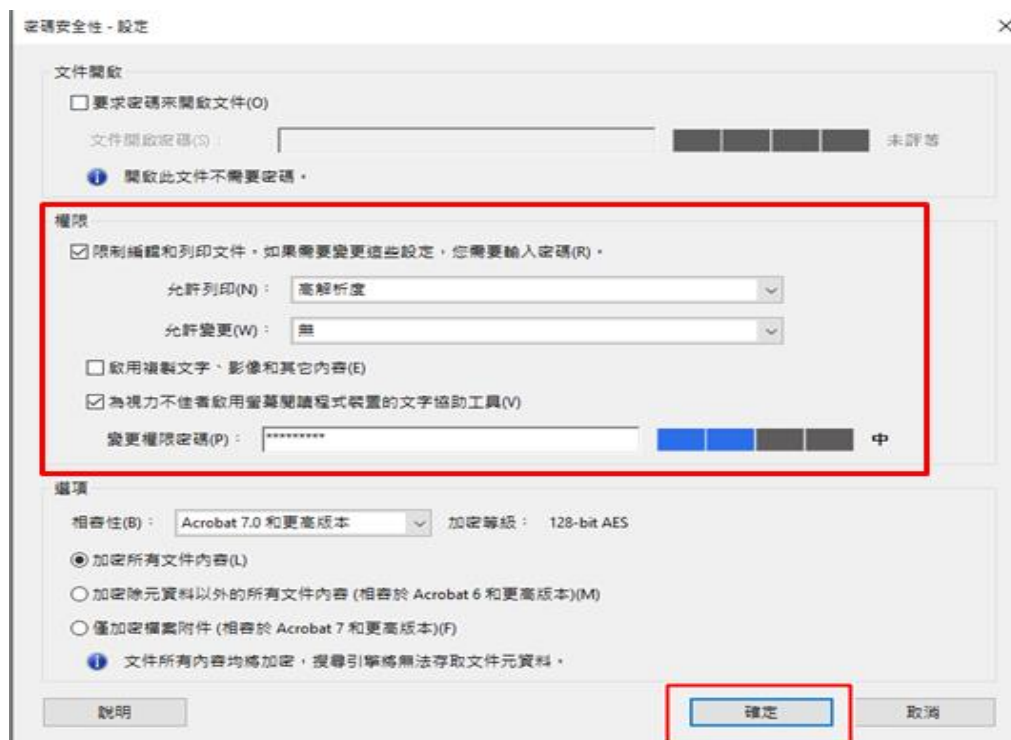 密碼安全性 - 設定
文件開啟
要求密碼來開啟文件(O)
文件開啟密碼(S)： 未評等
開啟此文件不需要密碼。
權限
限制編輯和列印文件。如果需要變更這些設定，您需要輸入密碼(R)。
允許列印(N)： 高解析度
允許變更(W)： 無
啟用複製文字、影像和其它內容(E)
為視力不佳者啟用螢幕閱讀程式裝置的文字協助工具(V)
變更權限密碼(P)： ********* 中
選項
相容性(B)： Acrobat 7.0 和更高版本 加密等級： 128-bit AES
加密所有文件內容(L)
加密除元資料以外的所有文件內容 (相容於 Acrobat 6 和更高版本)(M)
僅加密檔案附件 (相容於 Acrobat 7 和更高版本)(F)
文件所有內容均將加密，搜尋引擎將無法存取文件元資料。
說明 確定 取消